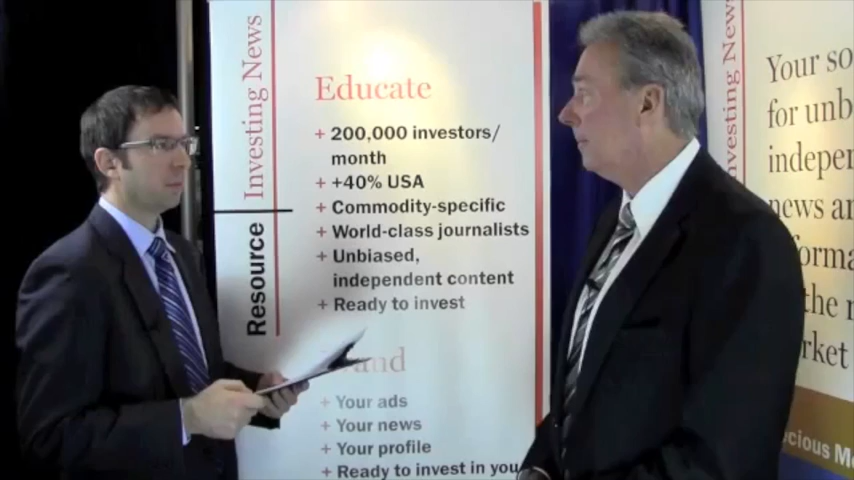 Investing News
Resource
Educate
+ 200,000 investors/
month
+ +40% USA
+ Commodity-specific
+ World-class journalists
+ Unbiased,
independent content
+ Ready to invest
+ Your ads
+ Your news
+ Your profile
+ Ready to invest in you
Investing News
Your so
for unb
indepen
news an
forma
the n
rket
cious Me